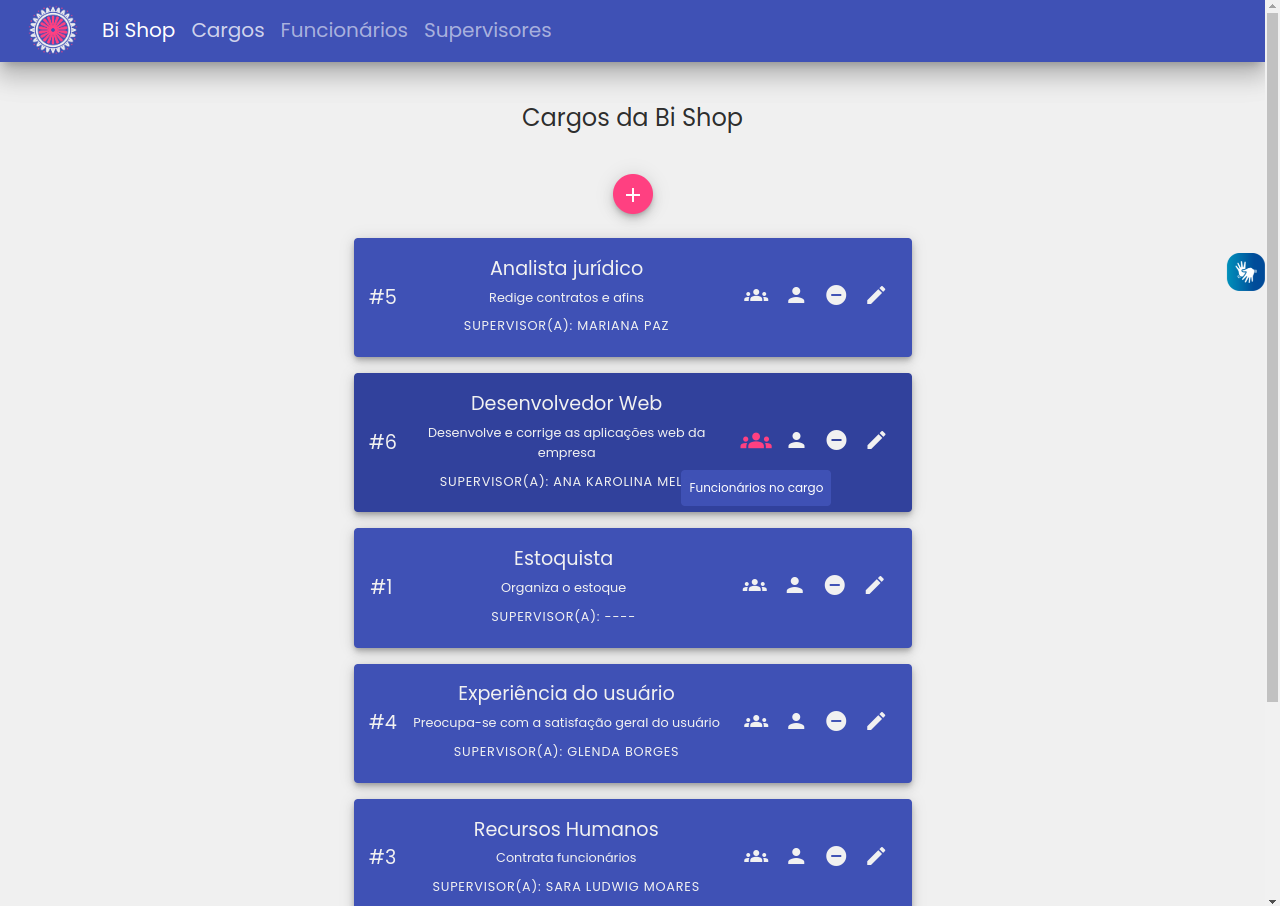 Bi Shop Cargos Funcionários Supervisores
Cargos da Bi Shop
Analista jurídico
#5
Redige contratos e afins
SUPERVISOR(A): MARIANA PAZ
Desenvolvedor Web
#6
Desenvolve e corrige as aplicações web da
empresa
SUPERVISOR(A): ANA KAROLINA
Funcionários no cargo
Estoquista
#1
Organiza o estoque
SUPERVISOR(A): ----
Experiência do usuário
#4
Preocupa-se com a satisfação geral do usuário
SUPERVISOR(A): GLENDA BORGES
Recursos Humanos
#3
Contrata funcionários
SUPERVISOR(A): SARA LUDWIG MOARES